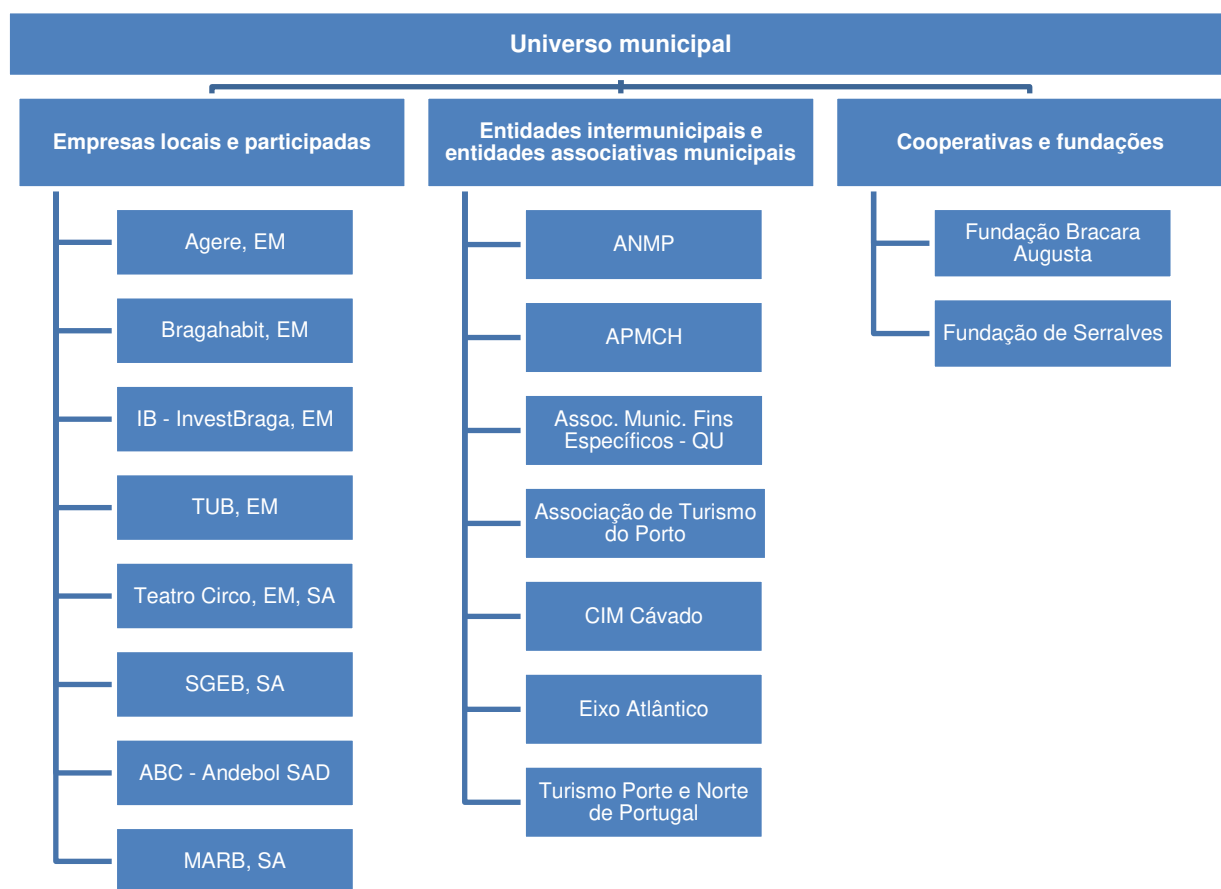 Universo municipal
Empresas locais e participadas
Agere, EM
Bragahabit, EM
IB - InvestBraga, EM
TUB, EM
Teatro Circo, EM, SA
SGEB, SA
ABC - Andebol SAD
MARB, SA
Entidades intermunicipais e
entidades associativas municipais
ANMP
APMCH
Assoc. Munic. Fins
Específicos - QU
Associação de Turismo
do Porto
CIM Cávado
Eixo Atlântico
Turismo Porte e Norte
de Portugal
Cooperativas e fundações
Fundação Bracara
Augusta
Fundação de Serralves